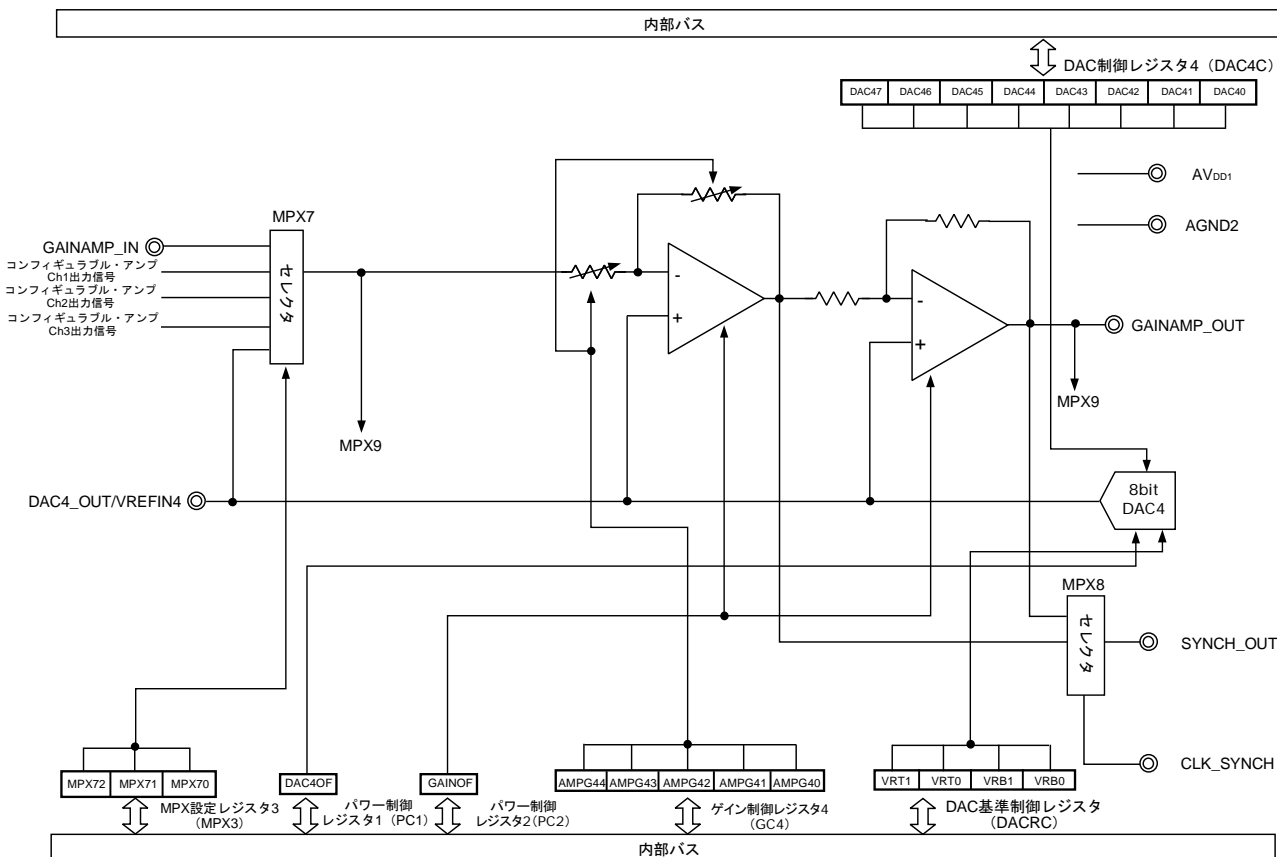 内部バス
DAC制御レジスタ4（DAC4C）
DAC47 DAC46 DAC45 DAC44 DAC43 DAC42 DAC41 DAC40
AVDD1
AGND2
MPX7
GAINAMP_IN
コンフィギュラブル・アンプ
Ch1出力信号
コンフィギュラブル・アンプ
Ch2出力信号
コンフィギュラブル・アンプ
Ch3出力信号
セレクタ
-
+
-
+
GAINAMP_OUT
MPX9
MPX9
DAC4_OUT/VREFIN4
8bit
DAC4
MPX8
セレクタ
SYNCH_OUT
CLK_SYNCH
MPX72 MPX71 MPX70
DAC4OF
GAINOF
AMPG44 AMPG43 AMPG42 AMPG41 AMPG40
VRT1 VRT0 VRB1 VRB0
MPX設定レジスタ3
（MPX3）
パワー制御
レジスタ1（PC1）
パワー制御
レジスタ2（PC2）
ゲイン制御レジスタ4
（GC4）
DAC基準制御レジスタ
（DACRC）
内部バス